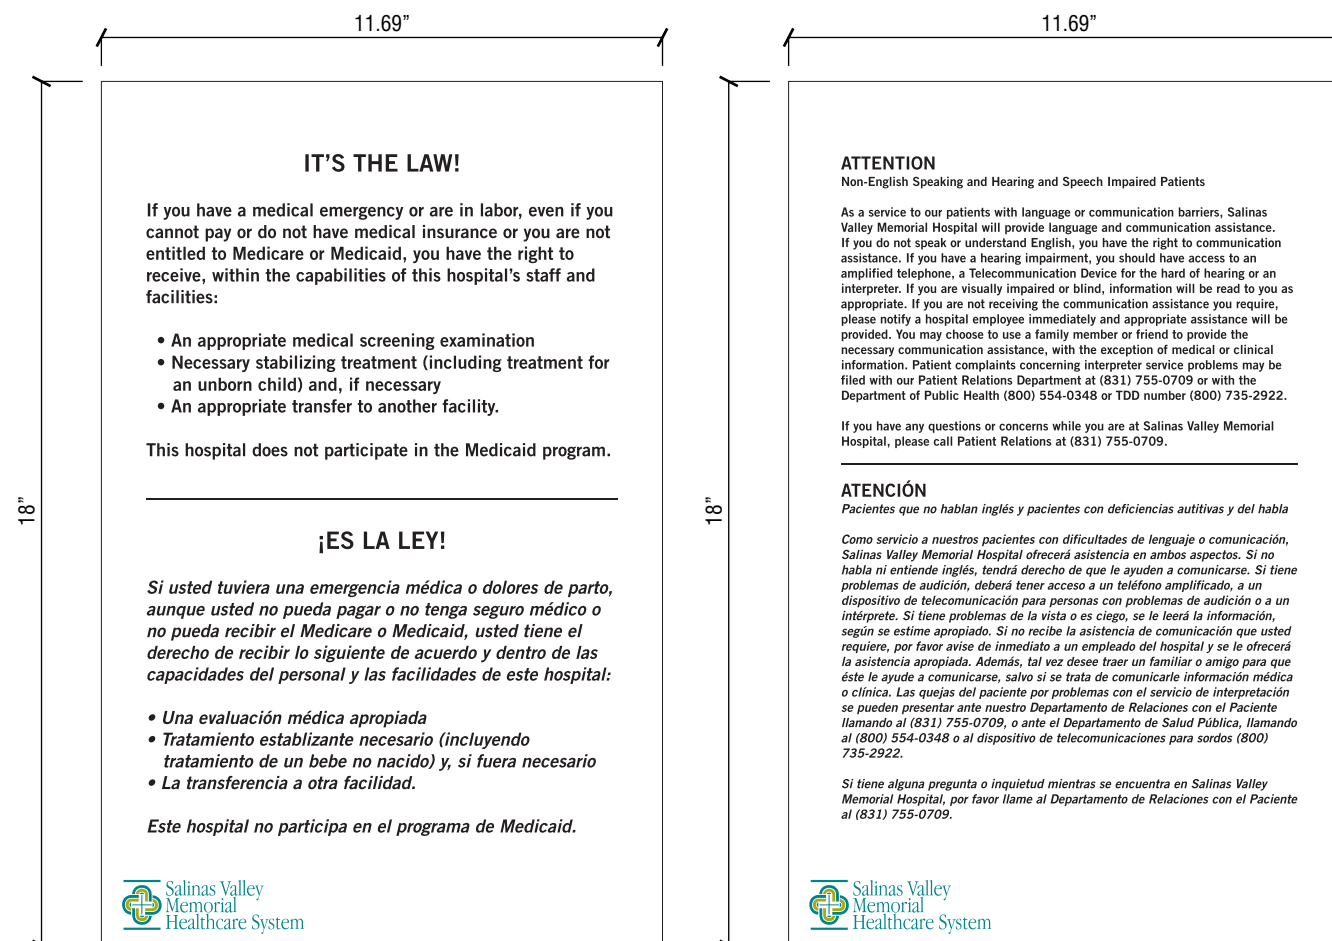 11.69”
18”
IT’S THE LAW!
If you have a medical emergency or are in labor, even if you
cannot pay or do not have medical insurance or you are not
entitled to Medicare or Medicaid, you have the right to
receive, within the capabilities of this hospital’s staff and
facilities:
• An appropriate medical screening examination
• Necessary stabilizing treatment (including treatment for
an unborn child) and, if necessary
• An appropriate transfer to another facility.
This hospital does not participate in the Medicaid program.
¡ES LA LEY!
Si usted tuviera una emergencia médica o dolores de parto,
aunque usted no pueda pagar o no tenga seguro médico o
no pueda recibir el Medicare o Medicaid, usted tiene el
derecho de recibir lo siguiente de acuerdo y dentro de las
capacidades del personal y las facilidades de este hospital:
• Una evaluación médica apropiada
• Tratamiento establizante necesario (incluyendo
tratamiento de un bebe no nacido) y, si fuera necesario
• La transferencia a otra facilidad.
Este hospital no participa en el programa de Medicaid.
Salinas Valley
Memorial
Healthcare System
11.69”
18”
ATTENTION
Non-English Speaking and Hearing and Speech Impaired Patients
As a service to our patients with language or communication barriers, Salinas
Valley Memorial Hospital will provide language and communication assistance.
If you do not speak or understand English, you have the right to communication
assistance. If you have a hearing impairment, you should have access to an
amplified telephone, a Telecommunication Device for the hard of hearing or an
interpreter. If you are visually impaired or blind, information will be read to you as
appropriate. If you are not receiving the communication assistance you require,
please notify a hospital employee immediately and appropriate assistance will be
provided. You may choose to use a family member or friend to provide the
necessary communication assistance, with the exception of medical or clinical
information. Patient complaints concerning interpreter service problems may be
filed with our Patient Relations Department at (831) 755-0709 or with the
Department of Public Health (800) 554-0348 or TDD number (800) 735-2922.
If you have any questions or concerns while you are at Salinas Valley Memorial
Hospital, please call Patient Relations at (831) 755-0709.
ATENCIÓN
Pacientes que no hablan inglés y pacientes con deficiencias autitivas y del habla
Como servicio a nuestros pacientes con dificultades de lenguaje o comunicación,
Salinas Valley Memorial Hospital ofrecerá asistencia en ambos aspectos. Si no
habla ni entiende inglés, tendrá derecho de que le ayuden a comunicarse. Si tiene
problemas de audición, deberá tener acceso a un teléfono amplificado, a un
dispositivo de telecomunicación para personas con problemas de audición o a un
intérprete. Si tiene problemas de la vista o es ciego, se le leerá la información,
según se estime apropiado. Si no recibe la asistencia de comunicación que usted
requiere, por favor avise de inmediato a un empleado del hospital y se le ofrecerá
la asistencia apropiada. Además, tal vez desee traer un familiar o amigo para que
éste le ayude a comunicarse, salvo si se trata de comunicarle información médica
o clínica. Las quejas del paciente por problemas con el servicio de interpretación
se pueden presentar ante nuestro Departamento de Relaciones con el Paciente
llamando al (831) 755-0709, o ante el Departamento de Salud Pública, llamando
al (800) 554-0348 o al dispositivo de telecomunicaciones para sordos (800)
735-2922.
Si tiene alguna pregunta o inquietud mientras se encuentra en Salinas Valley
Memorial Hospital, por favor llame al Departamento de Relaciones con el Paciente
al (831) 755-0709.
Salinas Valley
Memorial
Healthcare System